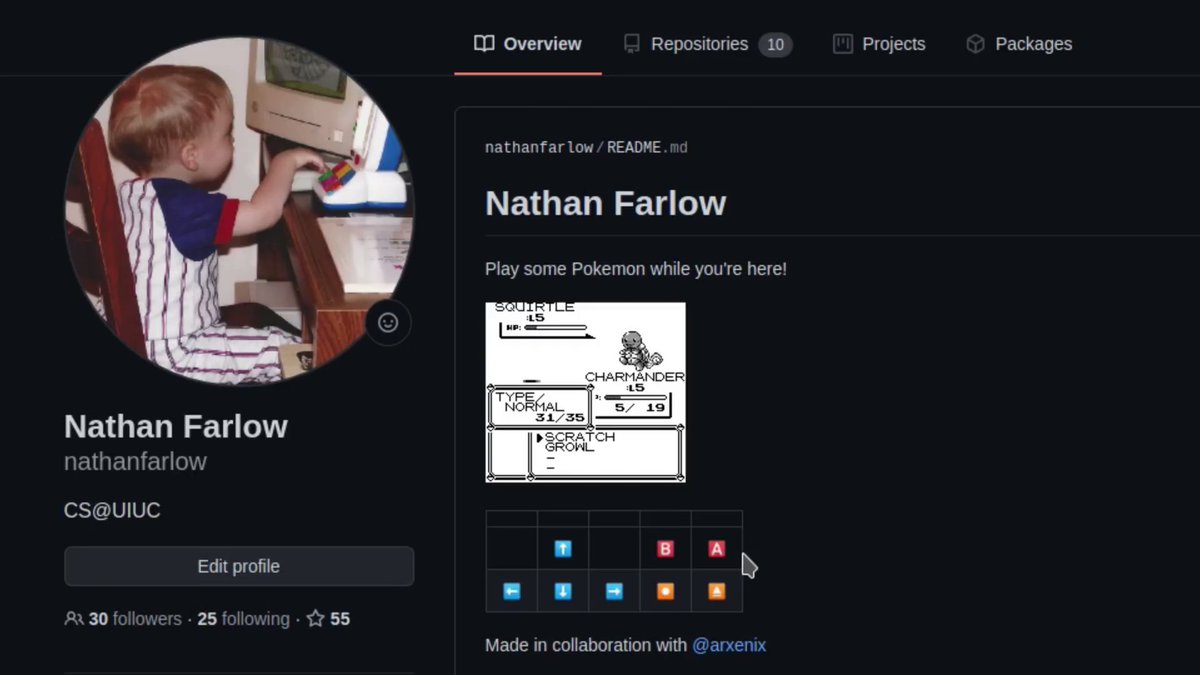 Overview Repositories 10 Projects Packages
nathanfarlow/README.md
Nathan Farlow
Play some Pokemon while you're here!
SQUIRTLE
:L5
HP:
CHARMANDER
:L5
TYPE/
NORMAL
5/ 19
31/35
SCRATCH
GROWL
B A
Made in collaboration with @arxenix
Nathan Farlow
nathanfarlow
CS@UIUC
Edit profile
30 followers · 25 following · 55